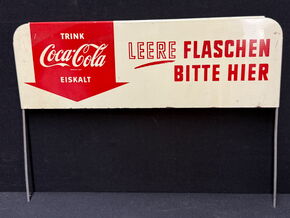 TRINK
Coca-Cola
EISKALT
LEERE FLASCHEN
BITTE HIER